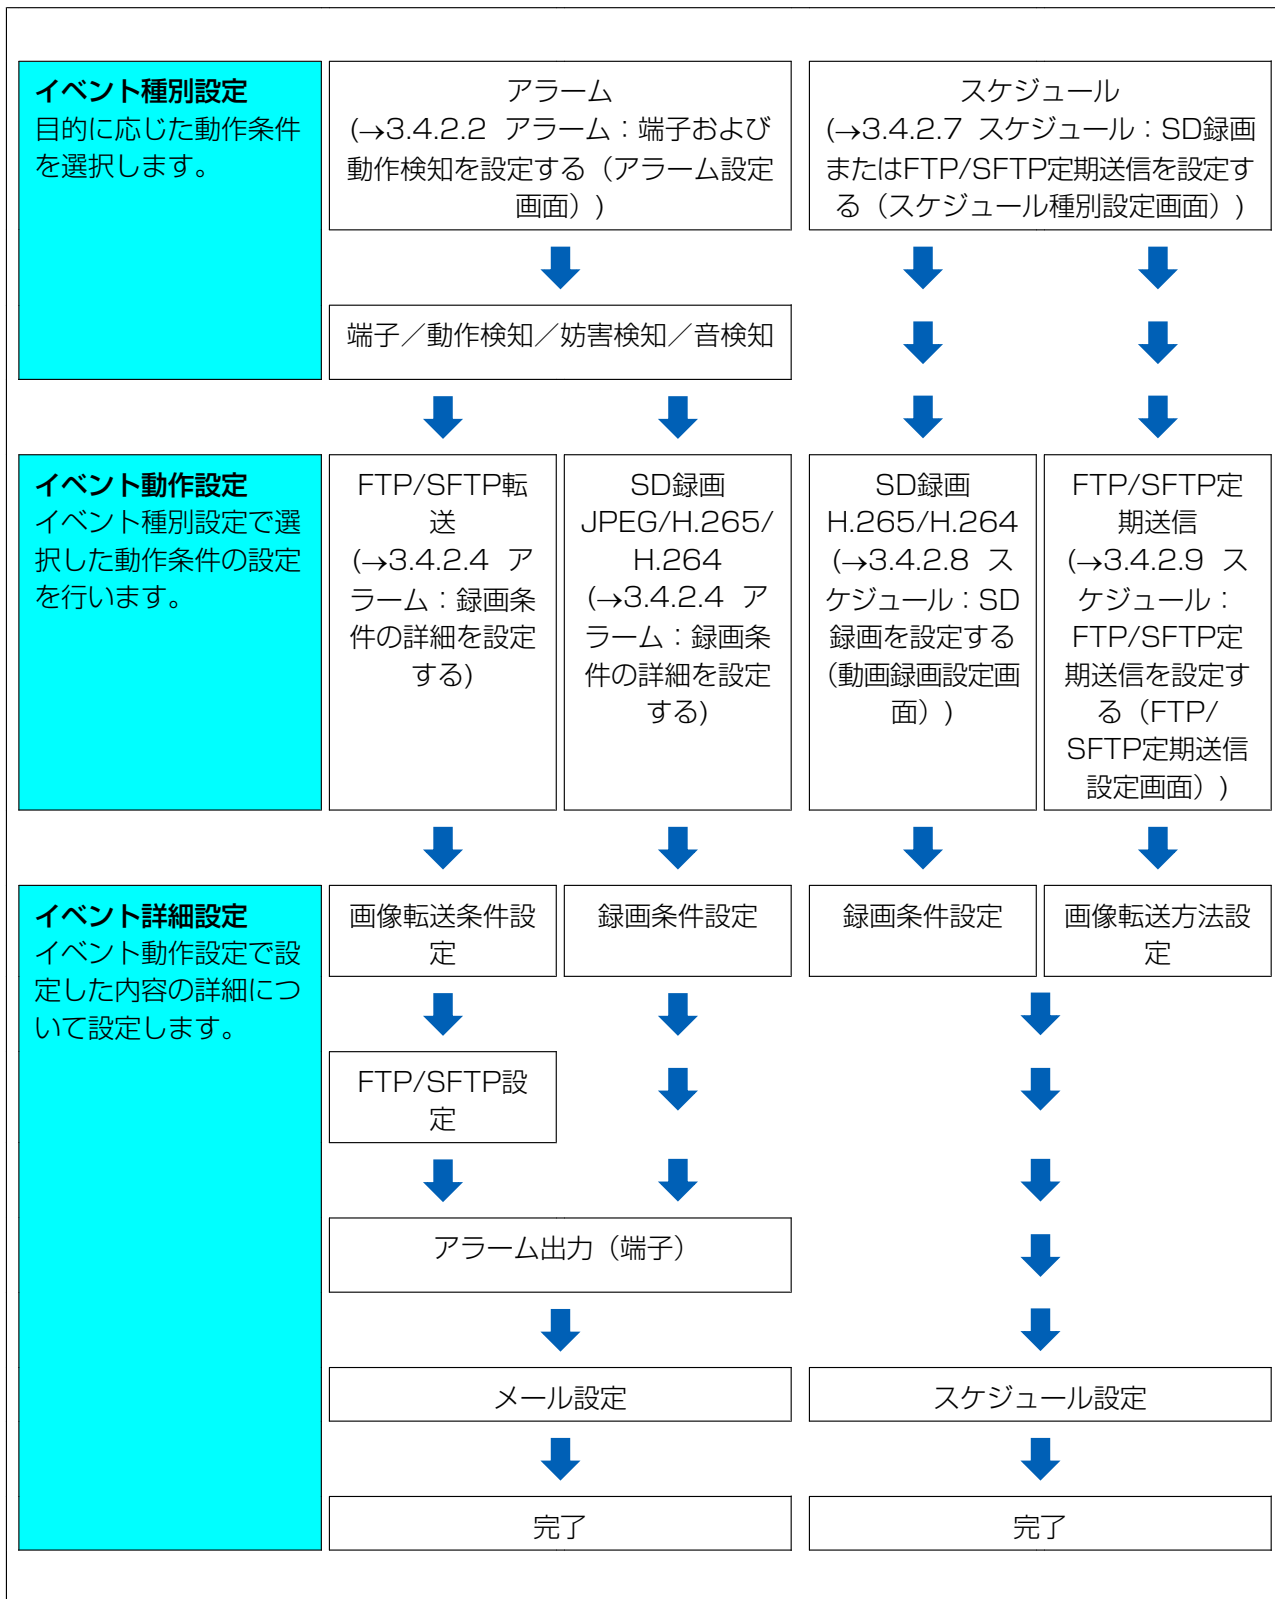 イベント種別設定
目的に応じた動作条件
を選択します。
アラーム
(→3.4.2.2 アラーム：端子および
動作検知を設定する（アラーム設定
画面）)
スケジュール
(→3.4.2.7 スケジュール：SD録画
またはFTP/SFTP定期送信を設定す
る（スケジュール種別設定画面）)
端子／動作検知／妨害検知／音検知
イベント動作設定
イベント種別設定で選
択した動作条件の設定
を行います。
FTP/SFTP転
送
(→3.4.2.4 ア
ラーム：録画条
件の詳細を設定
する)
SD録画
JPEG/H.265/
H.264
(→3.4.2.4 ア
ラーム：録画条
件の詳細を設定
する)
SD録画
H.265/H.264
(→3.4.2.8 ス
ケジュール：SD
録画を設定する
（動画録画設定画
面）)
FTP/SFTP定
期送信
(→3.4.2.9 ス
ケジュール：
FTP/SFTP定
期送信を設定す
る（FTP/
SFTP定期送信
設定画面）)
イベント詳細設定
イベント動作設定で設
定した内容の詳細につ
いて設定します。
画像転送条件設
定
録画条件設定
録画条件設定
画像転送方法設
定
FTP/SFTP設
定
アラーム出力（端子）
メール設定
スケジュール設定
完了
完了